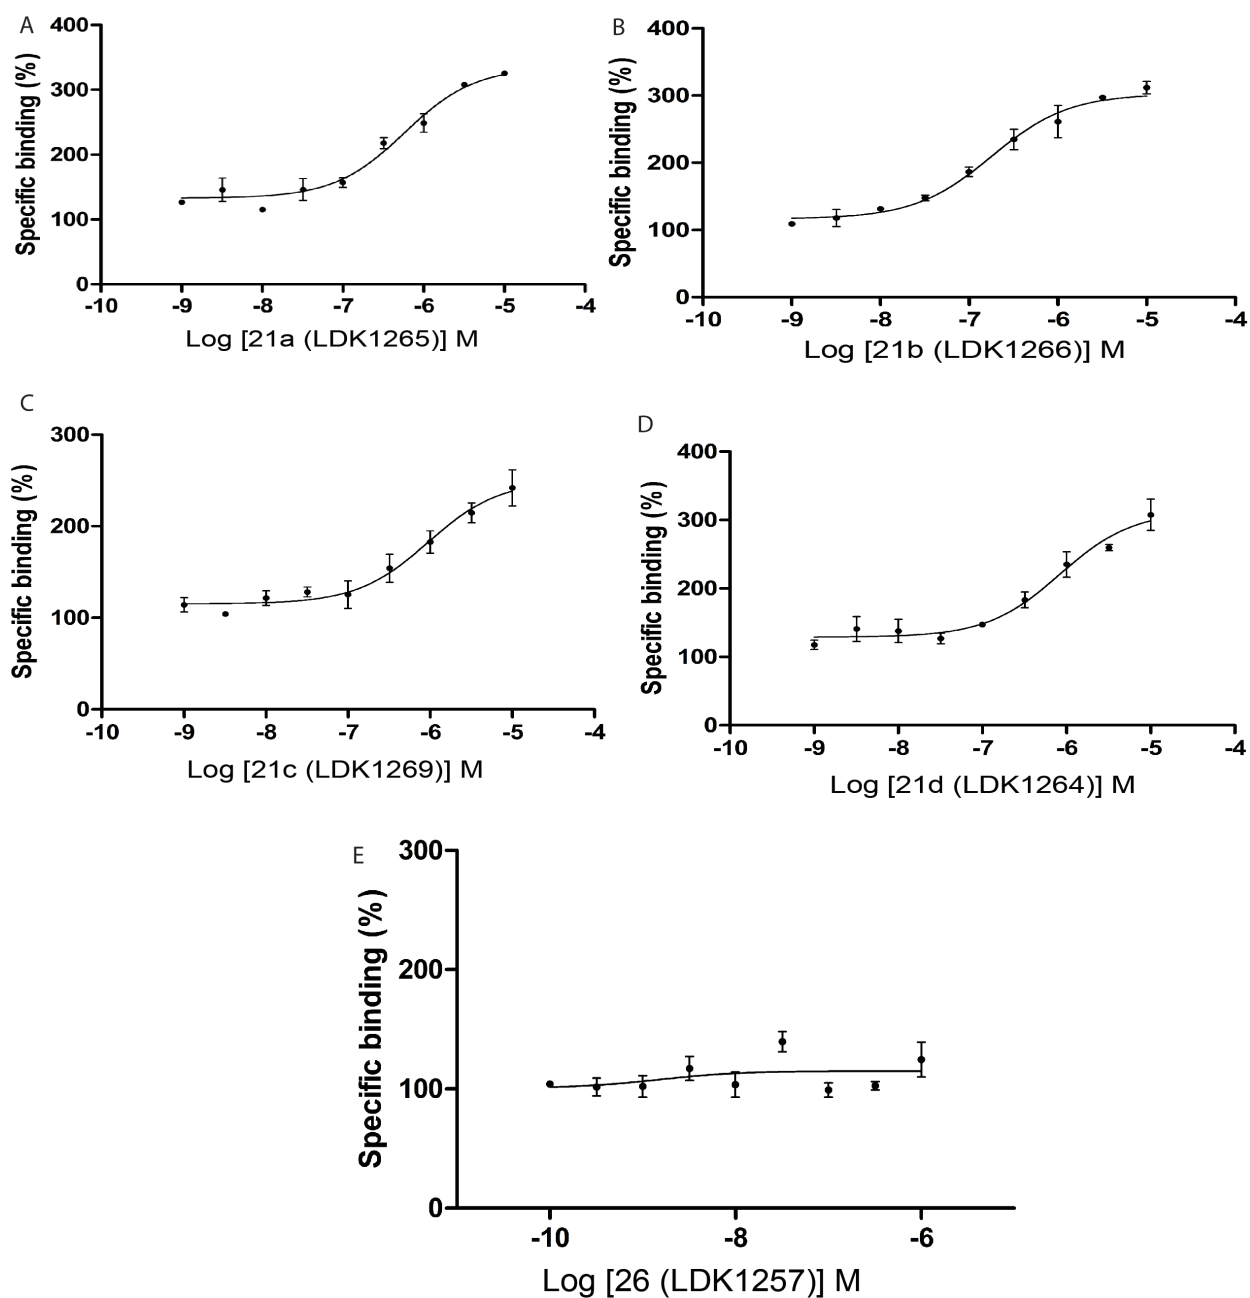 A
Specific binding (%)
400
300
200
100
0
-10 -9 -8 -7 -6 -5 -4
Log [21a (LDK1265)] M
B
Specific binding (%)
400
300
200
100
0
-10 -9 -8 -7 -6 -5 -4
Log [21b (LDK1266)] M
C
Specific binding (%)
300
200
100
0
-10 -9 -8 -7 -6 -5 -4
Log [21c (LDK1269)] M
D
Specific binding (%)
400
300
200
100
0
-10 -9 -8 -7 -6 -5 -4
Log [21d (LDK1264)] M
E
Specific binding (%)
300
200
100
0
-10 -8 -6
Log [26 (LDK1257)] M